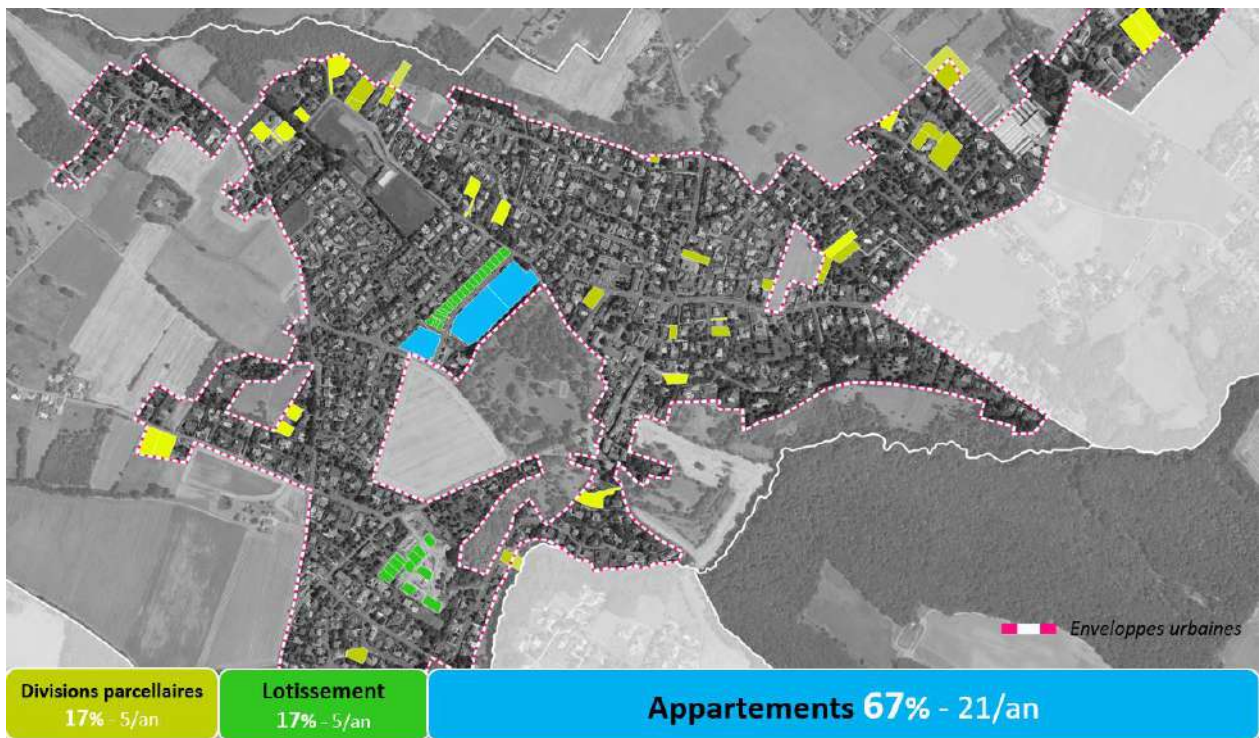 Enveloppes urbaines
Divisions parcellaires
17% - 5/an
Lotissement
17% - 5/an
Appartements 67% - 21/an